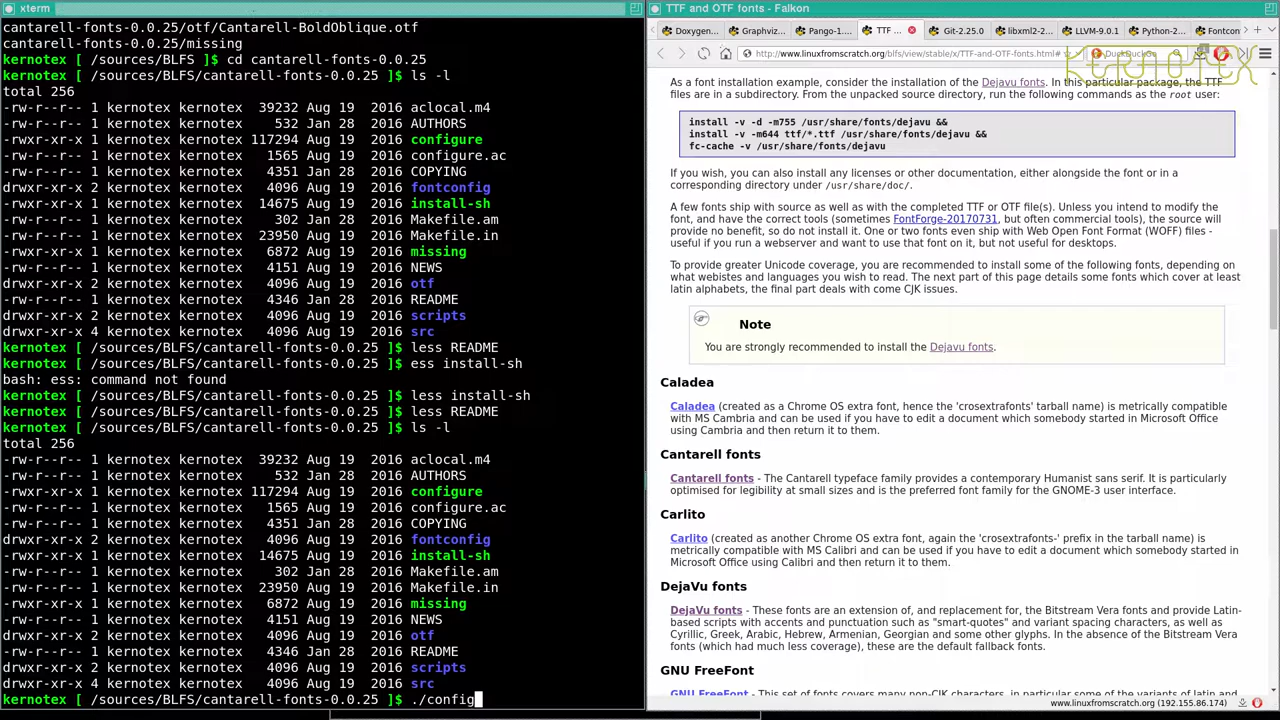 xterm
cantarell-fonts-0.0.25/otf/Cantarell-BoldOblique.otf
cantarell-fonts-0.0.25/missing
kernotex [ /sources/BLFS ]$ cd cantarell-fonts-0.0.25
kernotex [ /sources/BLFS/cantarell-fonts-0.0.25 ]$ ls -l
total 256
-rw-r--r-- 1 kernotex kernotex  39232 Aug 19  2016 aclocal.m4
-rw-r--r-- 1 kernotex kernotex    532 Jan 28  2016 AUTHORS
-rwxr-xr-x 1 kernotex kernotex 117294 Aug 19  2016 configure
-rw-r--r-- 1 kernotex kernotex   1565 Aug 19  2016 configure.ac
-rw-r--r-- 1 kernotex kernotex   4351 Jan 28  2016 COPYING
drwxr-xr-x 2 kernotex kernotex   4096 Aug 19  2016 fontconfig
-rwxr-xr-x 1 kernotex kernotex  14675 Aug 19  2016 install-sh
-rw-r--r-- 1 kernotex kernotex    302 Jan 28  2016 Makefile.am
-rw-r--r-- 1 kernotex kernotex  23950 Aug 19  2016 Makefile.in
-rwxr-xr-x 1 kernotex kernotex   6872 Aug 19  2016 missing
-rw-r--r-- 1 kernotex kernotex   4151 Aug 19  2016 NEWS
drwxr-xr-x 2 kernotex kernotex   4096 Aug 19  2016 otf
-rw-r--r-- 1 kernotex kernotex   4346 Jan 28  2016 README
drwxr-xr-x 2 kernotex kernotex   4096 Aug 19  2016 scripts
drwxr-xr-x 4 kernotex kernotex   4096 Aug 19  2016 src
kernotex [ /sources/BLFS/cantarell-fonts-0.0.25 ]$ less README
kernotex [ /sources/BLFS/cantarell-fonts-0.0.25 ]$ ess install-sh
bash: ess: command not found
kernotex [ /sources/BLFS/cantarell-fonts-0.0.25 ]$ less install-sh
kernotex [ /sources/BLFS/cantarell-fonts-0.0.25 ]$ less README
kernotex [ /sources/BLFS/cantarell-fonts-0.0.25 ]$ ls -l
total 256
-rw-r--r-- 1 kernotex kernotex  39232 Aug 19  2016 aclocal.m4
-rw-r--r-- 1 kernotex kernotex    532 Jan 28  2016 AUTHORS
-rwxr-xr-x 1 kernotex kernotex 117294 Aug 19  2016 configure
-rw-r--r-- 1 kernotex kernotex   1565 Aug 19  2016 configure.ac
-rw-r--r-- 1 kernotex kernotex   4351 Jan 28  2016 COPYING
drwxr-xr-x 2 kernotex kernotex   4096 Aug 19  2016 fontconfig
-rwxr-xr-x 1 kernotex kernotex  14675 Aug 19  2016 install-sh
-rw-r--r-- 1 kernotex kernotex    302 Jan 28  2016 Makefile.am
-rw-r--r-- 1 kernotex kernotex  23950 Aug 19  2016 Makefile.in
-rwxr-xr-x 1 kernotex kernotex   6872 Aug 19  2016 missing
-rw-r--r-- 1 kernotex kernotex   4151 Aug 19  2016 NEWS
drwxr-xr-x 2 kernotex kernotex   4096 Aug 19  2016 otf
-rw-r--r-- 1 kernotex kernotex   4346 Jan 28  2016 README
drwxr-xr-x 2 kernotex kernotex   4096 Aug 19  2016 scripts
drwxr-xr-x 4 kernotex kernotex   4096 Aug 19  2016 src
kernotex [ /sources/BLFS/cantarell-fonts-0.0.25 ]$ ./config
TTF and OTF fonts - Falkon
Doxygen... Graphviz... Pango-1... TTF ... Git-2.25.0 libxml2-2... LLVM-9.0.1 Python-2... Fontcon
http://www.linuxfromscratch.org/blfs/view/stable/x/TTF-and-OTF-fonts.html# DuckDuckGo
KERNOTEX
As a font installation example, consider the installation of the Dejavu fonts. In this particular package, the TTF
files are in a subdirectory. From the unpacked source directory, run the following commands as the root user:
install -v -d -m755 /usr/share/fonts/dejavu &&
install -v -m644 ttf/*.ttf /usr/share/fonts/dejavu &&
fc-cache -v /usr/share/fonts/dejavu
If you wish, you can also install any licenses or other documentation, either alongside the font or in a
corresponding directory under /usr/share/doc/.
A few fonts ship with source as well as with the completed TTF or OTF file(s). Unless you intend to modify the
font, and have the correct tools (sometimes FontForge-20170731, but often commercial tools), the source will
provide no benefit, so do not install it. One or two fonts even ship with Web Open Font Format (WOFF) files -
useful if you run a webserver and want to use that font on it, but not useful for desktops.
To provide greater Unicode coverage, you are recommended to install some of the following fonts, depending on
what webistes and languages you wish to read. The next part of this page details some fonts which cover at least
latin alphabets, the final part deals with come CJK issues.
Note
You are strongly recommended to install the Dejavu fonts.
Caladea
Caladea (created as a Chrome OS extra font, hence the 'crosextrafonts' tarball name) is metrically compatible
with MS Cambria and can be used if you have to edit a document which somebody started in Microsoft Office
using Cambria and then return it to them.
Cantarell fonts
Cantarell fonts - The Cantarell typeface family provides a contemporary Humanist sans serif. It is particularly
optimised for legibility at small sizes and is the preferred font family for the GNOME-3 user interface.
Carlito
Carlito (created as another Chrome OS extra font, again the 'crosextrafonts-' prefix in the tarball name) is
metrically compatible with MS Calibri and can be used if you have to edit a document which somebody started in
Microsoft Office using Calibri and then return it to them.
DejaVu fonts
DejaVu fonts - These fonts are an extension of, and replacement for, the Bitstream Vera fonts and provide Latin-
based scripts with accents and punctuation such as "smart-quotes" and variant spacing characters, as well as
Cyrillic, Greek, Arabic, Hebrew, Armenian, Georgian and some other glyphs. In the absence of the Bitstream Vera
fonts (which had much less coverage), these are the default fallback fonts.
GNU FreeFont
GNU FreeFont - This set of fonts covers many non-CJK characters, in particular some of the variants of latin and
www.linuxfromscratch.org (192.155.86.174)